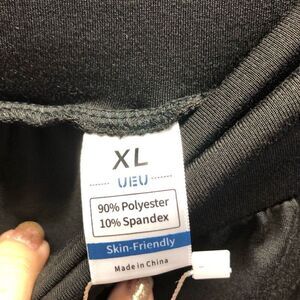 XL
UEU
90% Polyester
10% Spandex
Skin-Friendly
Made in China